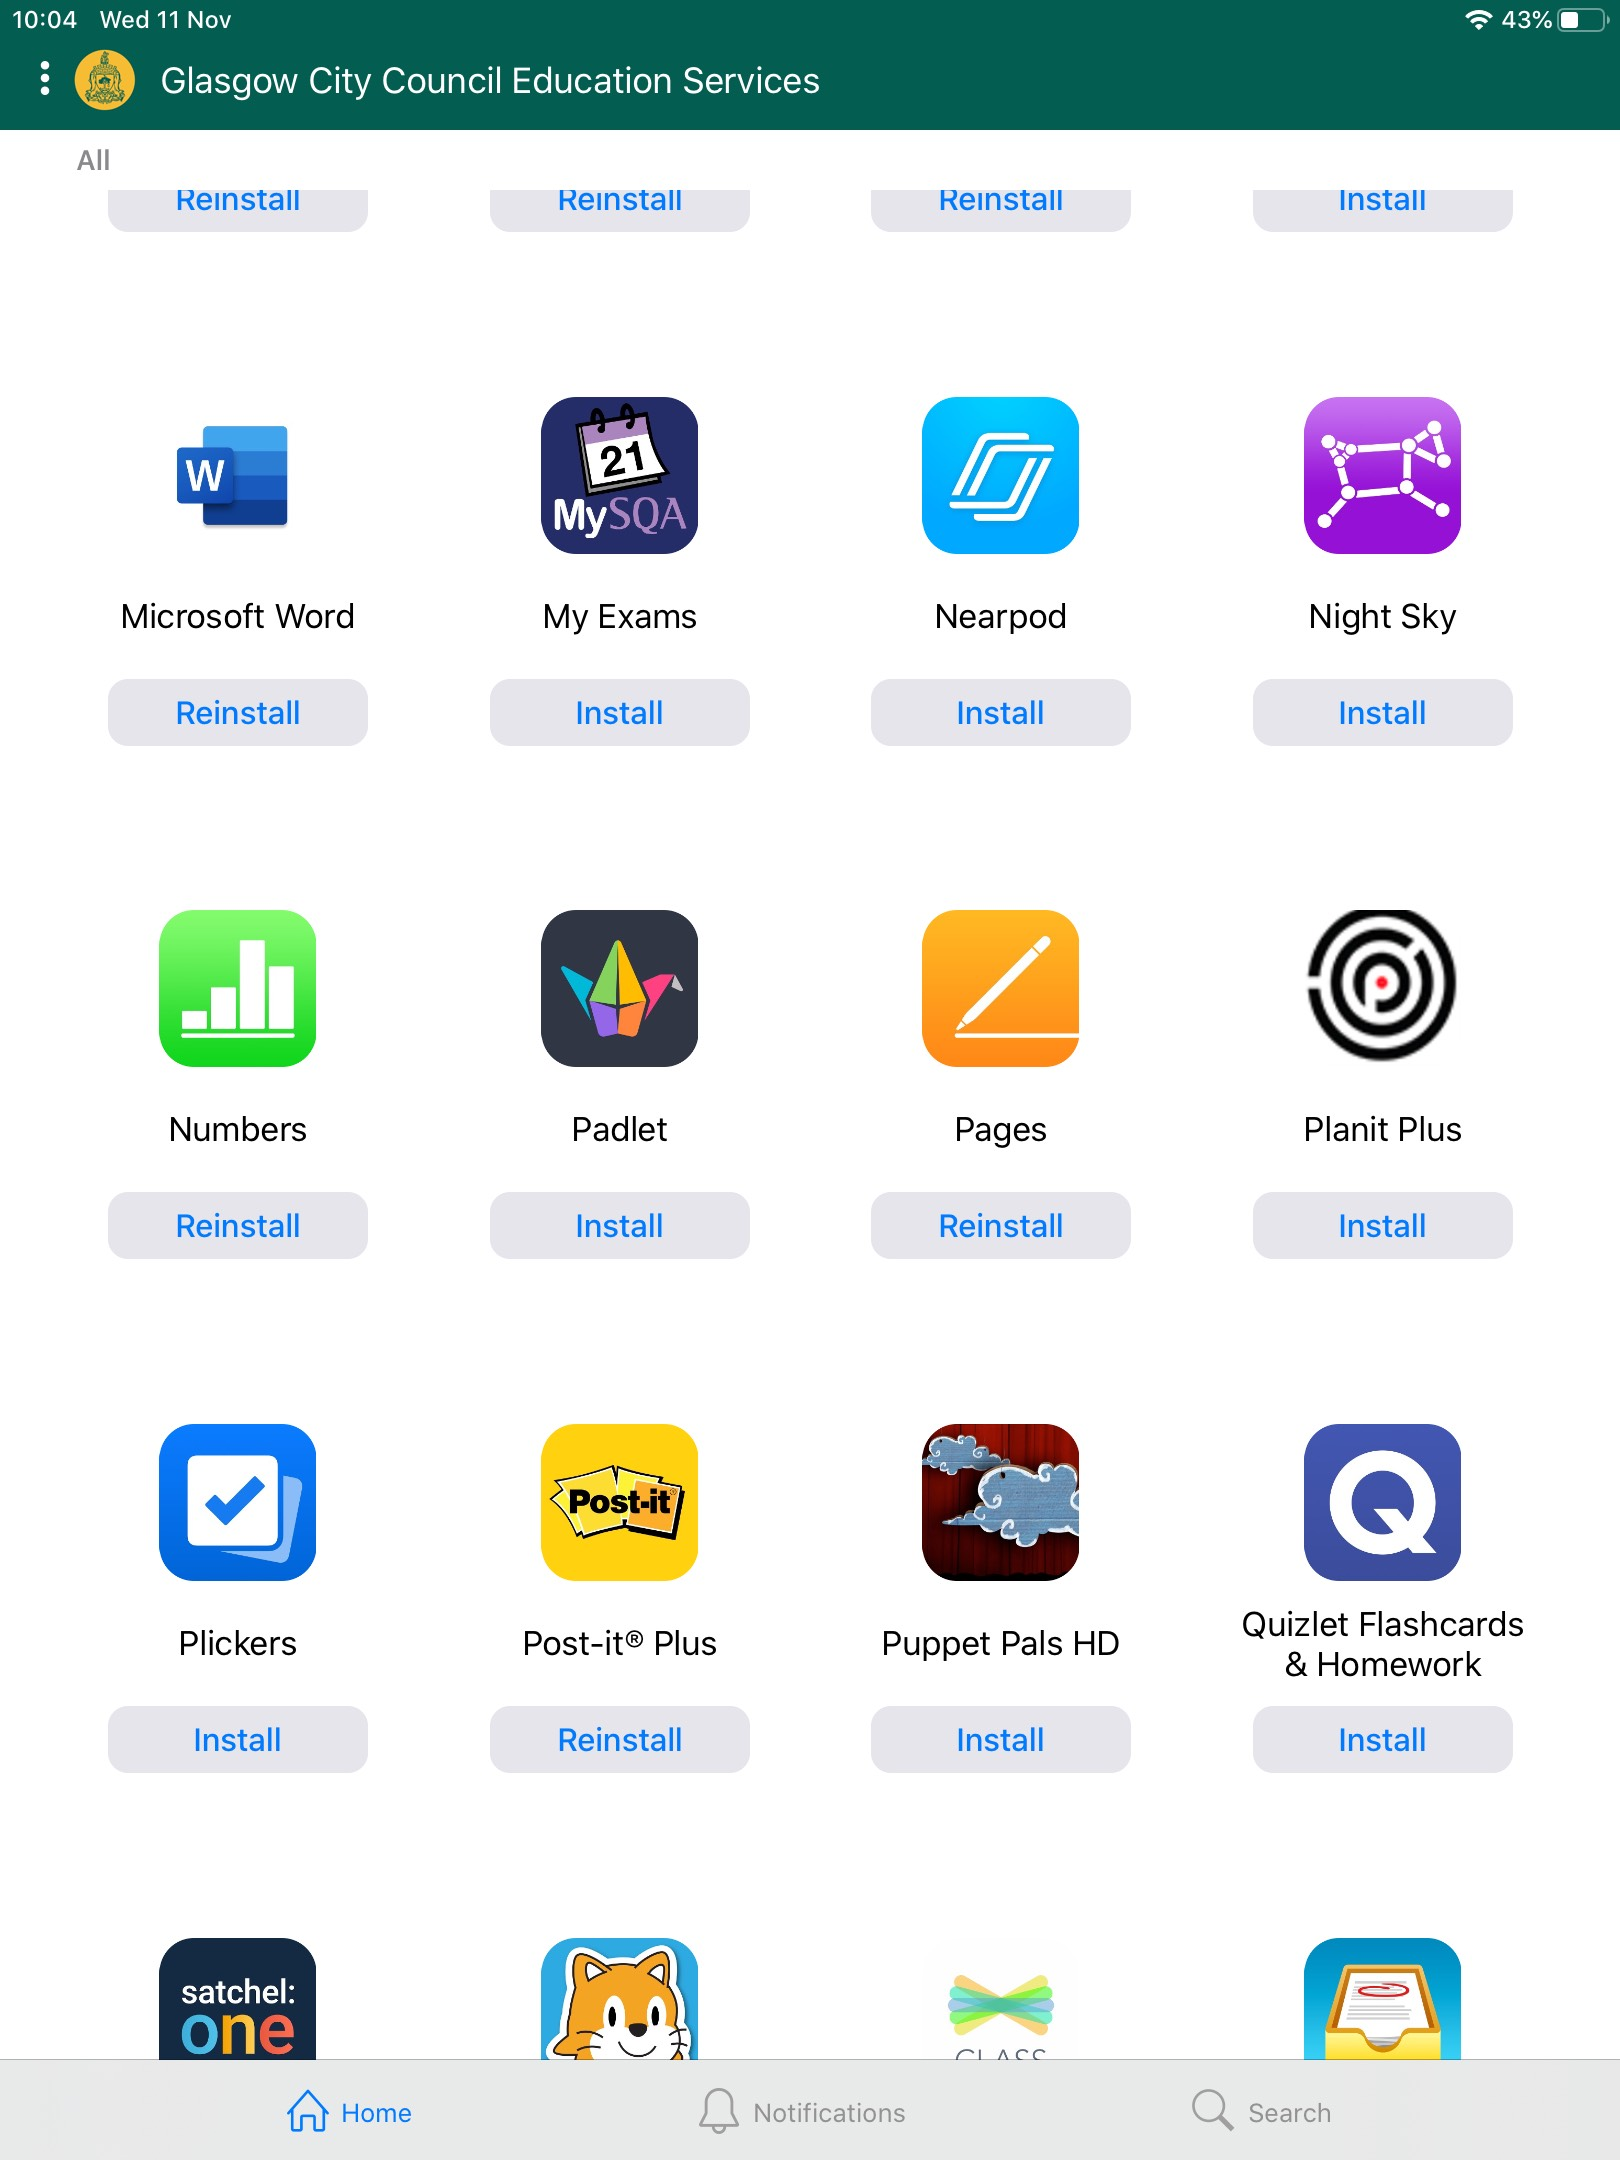 10:04 Wed 11 Nov 43%
Glasgow City Council Education Services
All
Reinstall Reinstall Reinstall Install
W
21
MySQA
Microsoft Word My Exams Nearpod Night Sky
Reinstall Install Install Install
Numbers Padlet Pages Planit Plus
Reinstall Install Reinstall Install
Post-it®
Plickers Post-it® Plus Puppet Pals HD Quizlet Flashcards
& Homework
Install Reinstall Install Install
satchel:
one
CLASS
Home Notifications Search